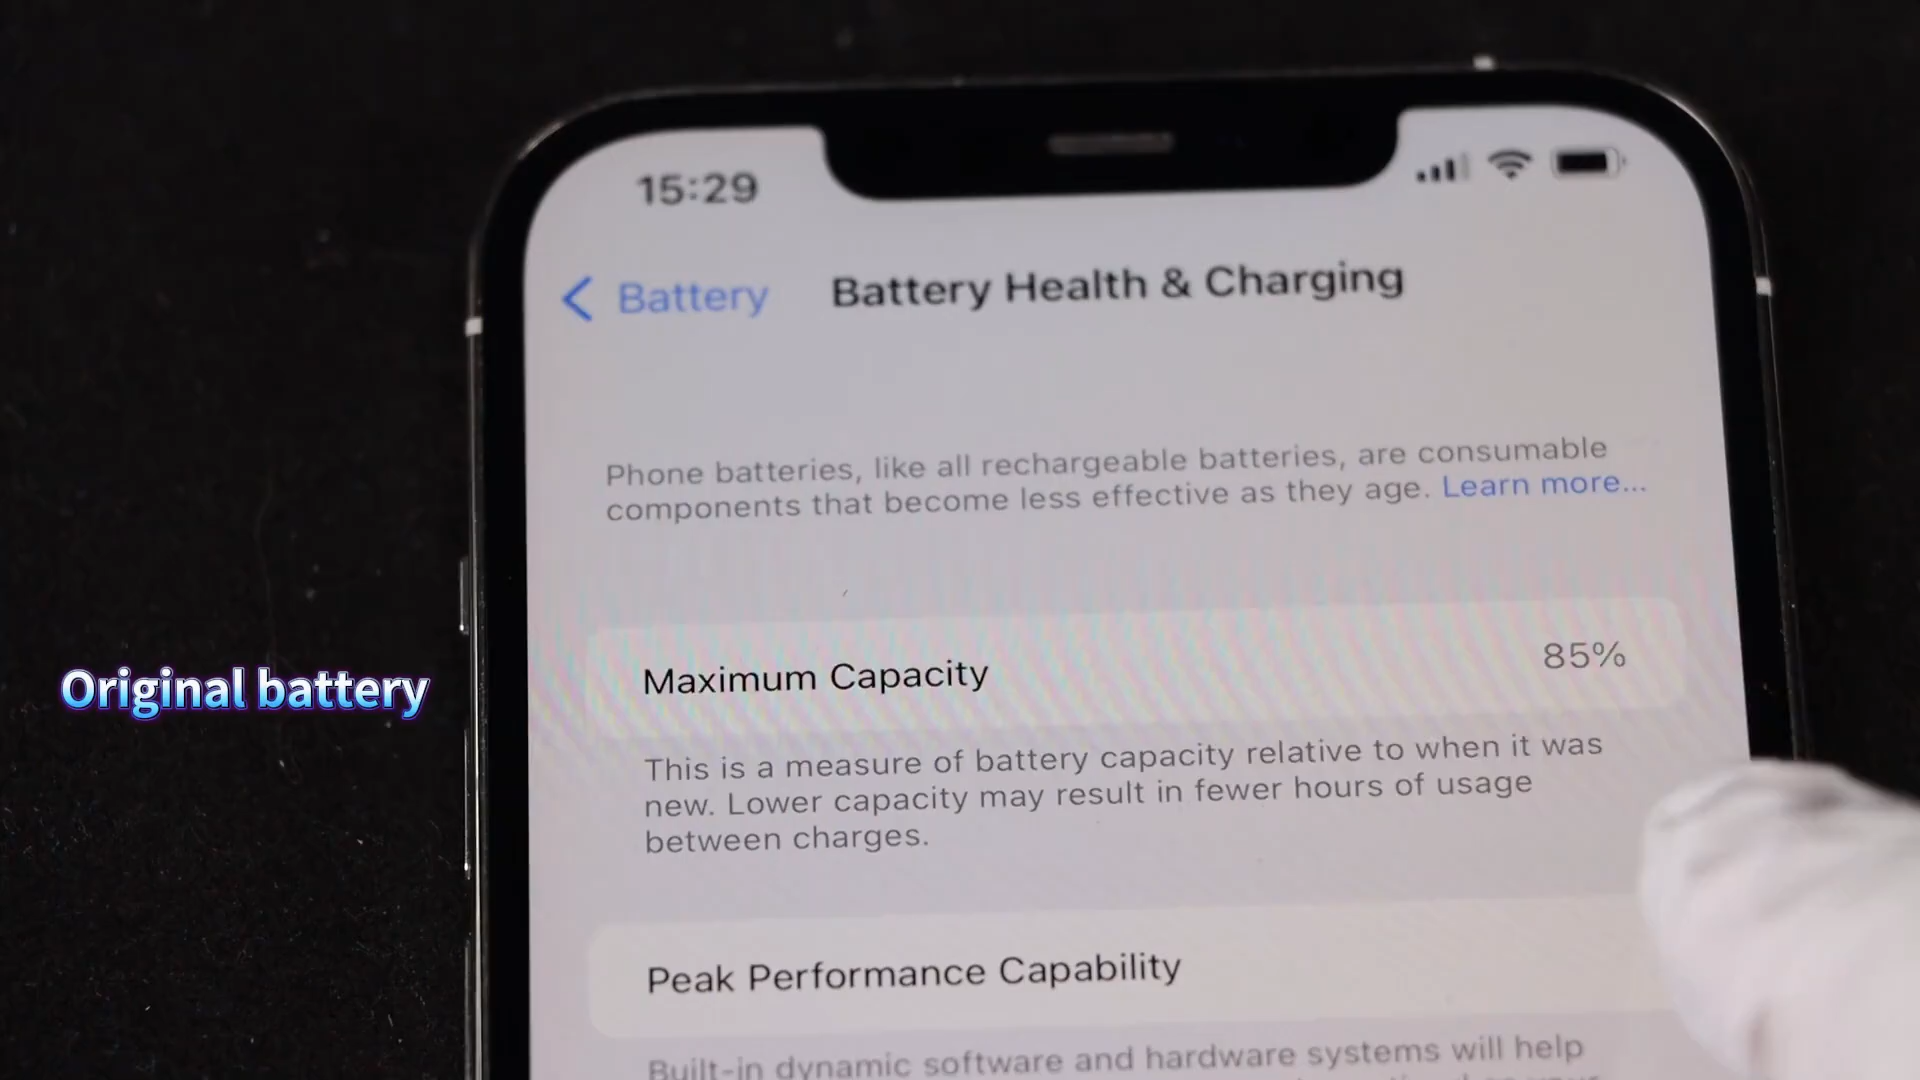 15:29
Battery Health & Charging
Battery
Phone batteries, like all rechargeable batteries, are consumable
components that become less effective as they age. Learn more...
Maximum Capacity
85%
Original battery
This is a measure of battery capacity relative to when it was
new. Lower capacity may result in fewer hours of usage
between charges.
Peak Performance Capability
Built-in dynamic software and hardware systems will help